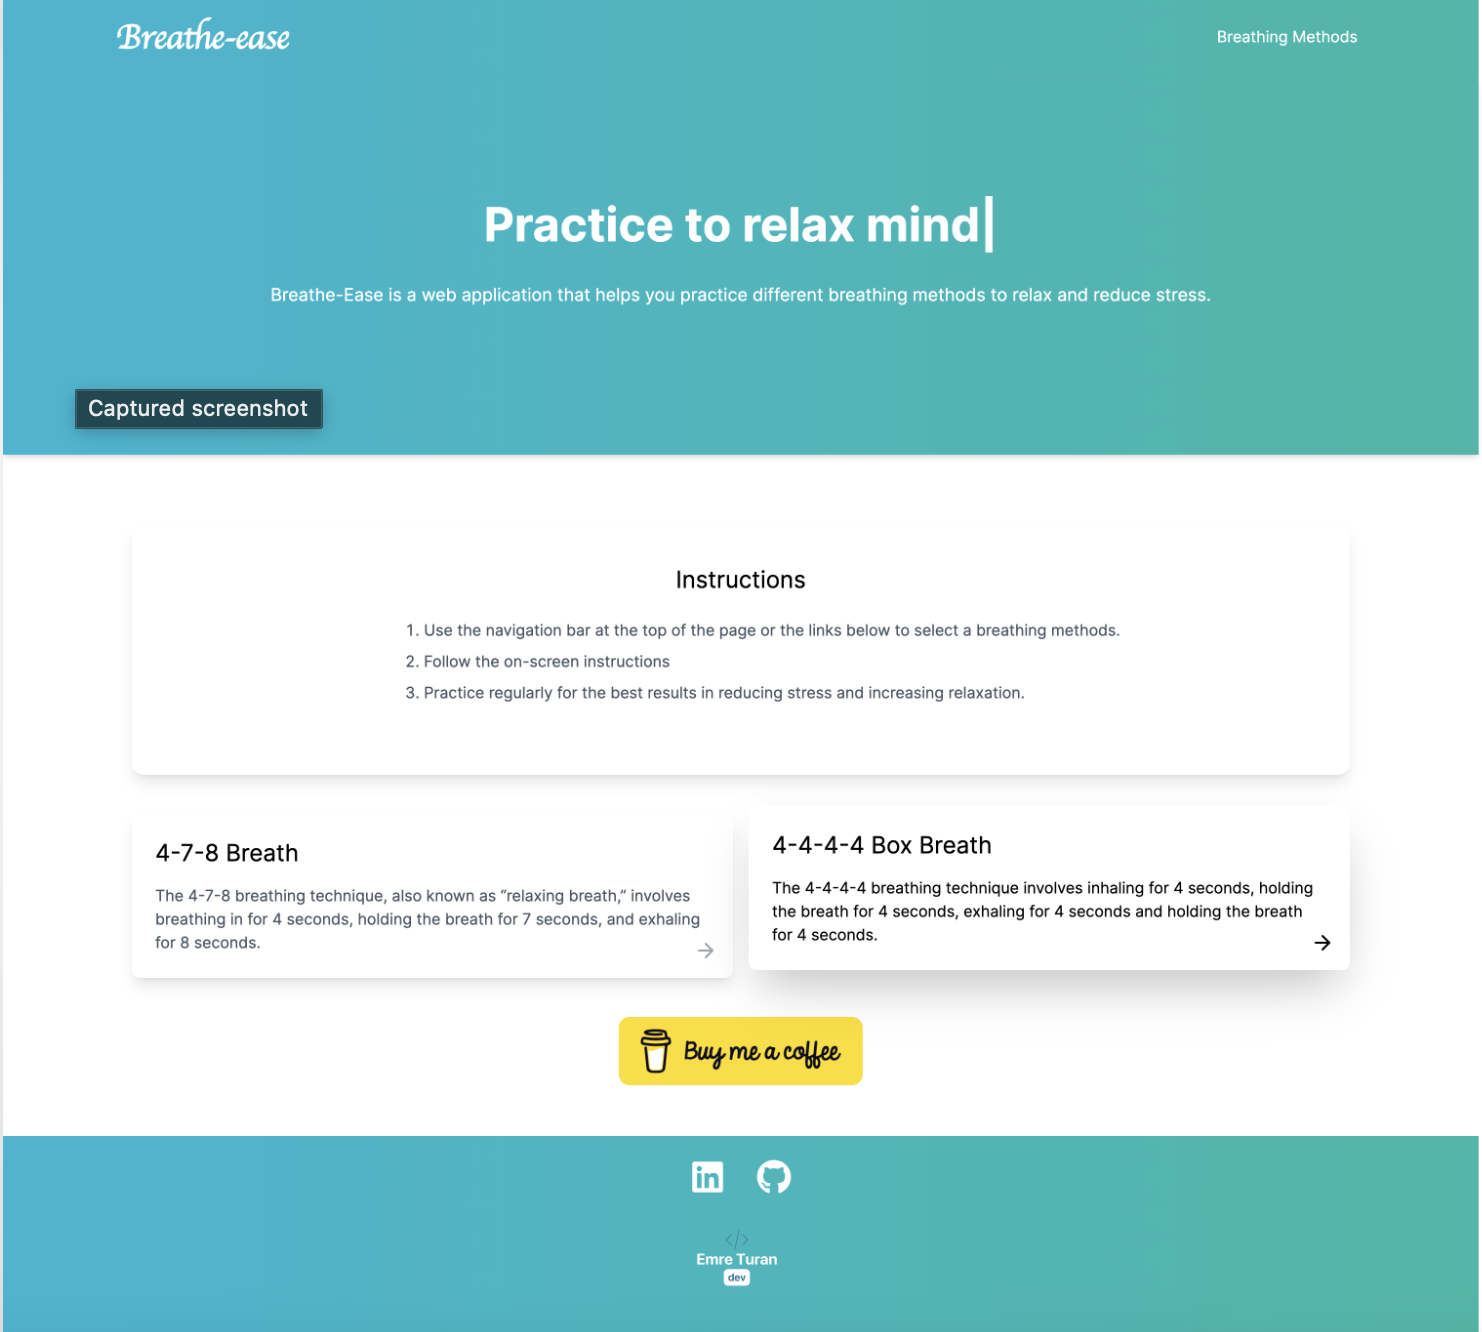 Breathe-ease
Breathing Methods
Practice to relax mind|
Breathe-Ease is a web application that helps you practice different breathing methods to relax and reduce stress.
Captured screenshot
Instructions
1. Use the navigation bar at the top of the page or the links below to select a breathing methods.
2. Follow the on-screen instructions
3. Practice regularly for the best results in reducing stress and increasing relaxation.
4-7-8 Breath
The 4-7-8 breathing technique, also known as “relaxing breath,” involves
breathing in for 4 seconds, holding the breath for 7 seconds, and exhaling
for 8 seconds.
4-4-4-4 Box Breath
The 4-4-4-4 breathing technique involves inhaling for 4 seconds, holding
the breath for 4 seconds, exhaling for 4 seconds and holding the breath
for 4 seconds.
Buy me a coffee
in
</>
Emre Turan
dev